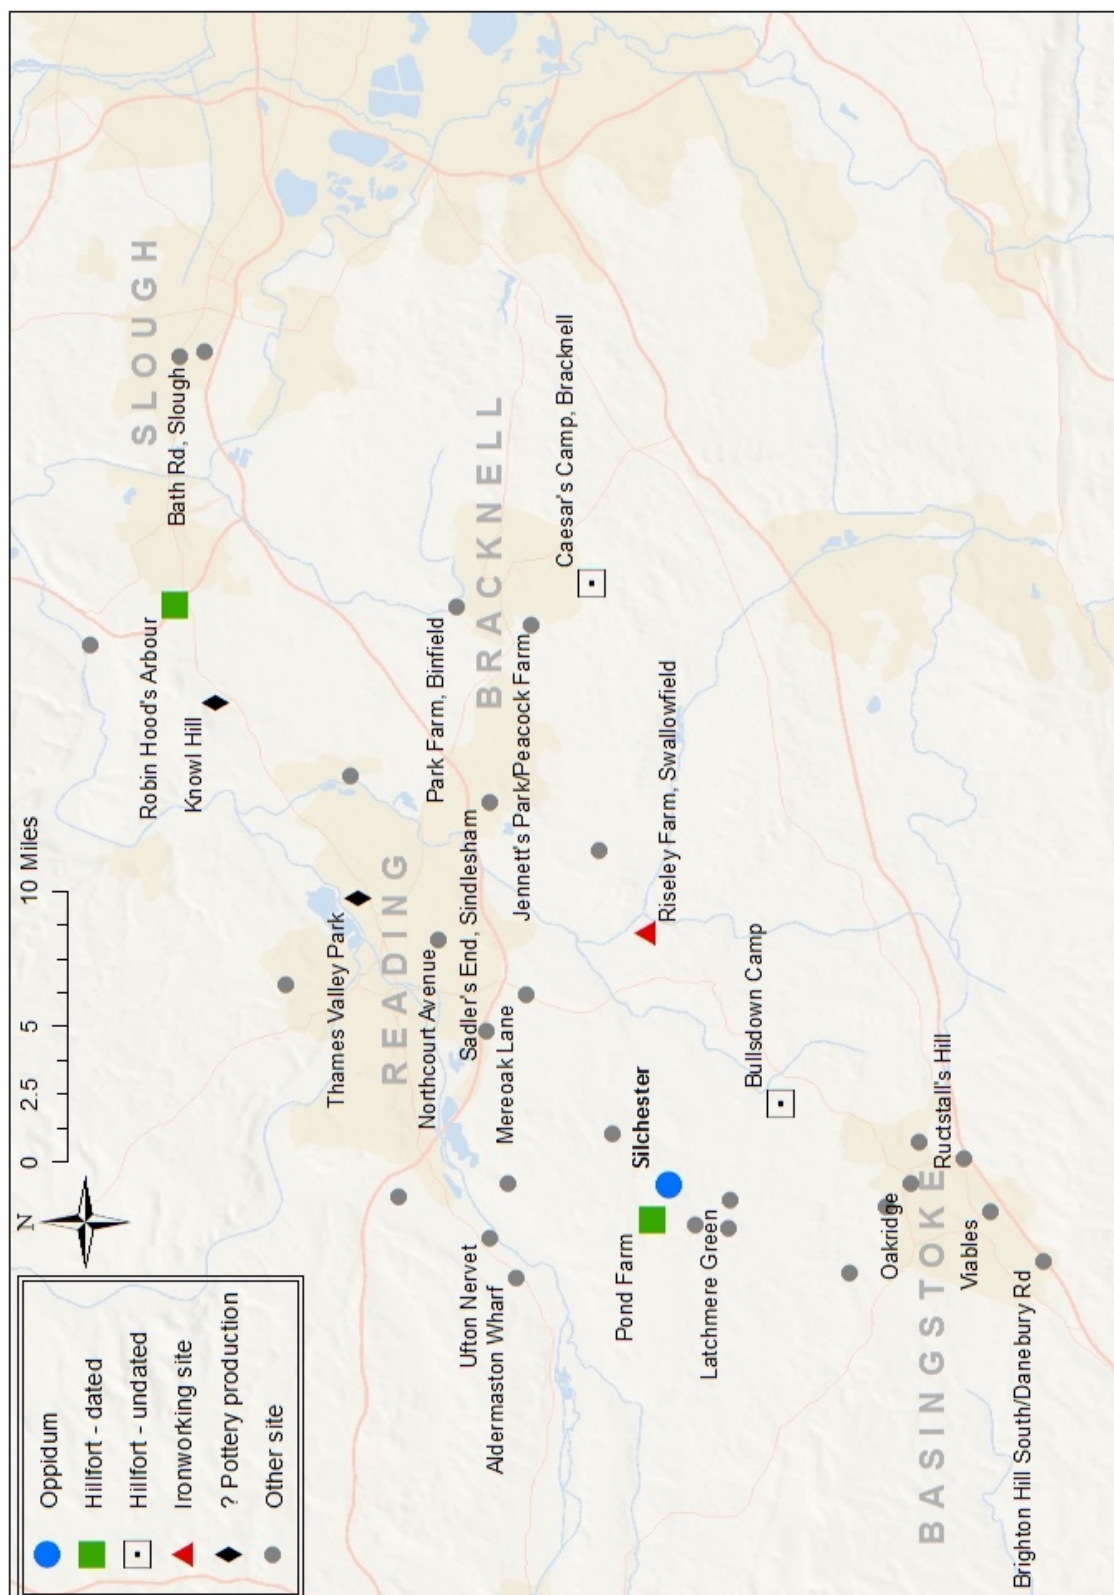 Oppidum
Hillfort - dated
Hillfort - undated
Ironworking site
? Pottery production
Other site
N
0 2.5 5 10 Miles
SLOUGH
Bath Rd, Slough
Robin Hood's Arbour
Knowl Hill
Thames Valley Park
READING
Northcourt Avenue
Park Farm, Binfield
BRACKNELL
Sadler's End, Sindlesham
Ufton Nervet
Mereoak Lane
Jennett's Park/Peacock Farm
Aldermaston Wharf
Caesar's Camp, Bracknell
Pond Farm
Silchester
Riseley Farm, Swallowfield
Latchmere Green
Bullsdown Camp
Oakridge
BASINGSTOKE
Ructstall's Hill
Viables
Brighton Hill South/Danebury Rd